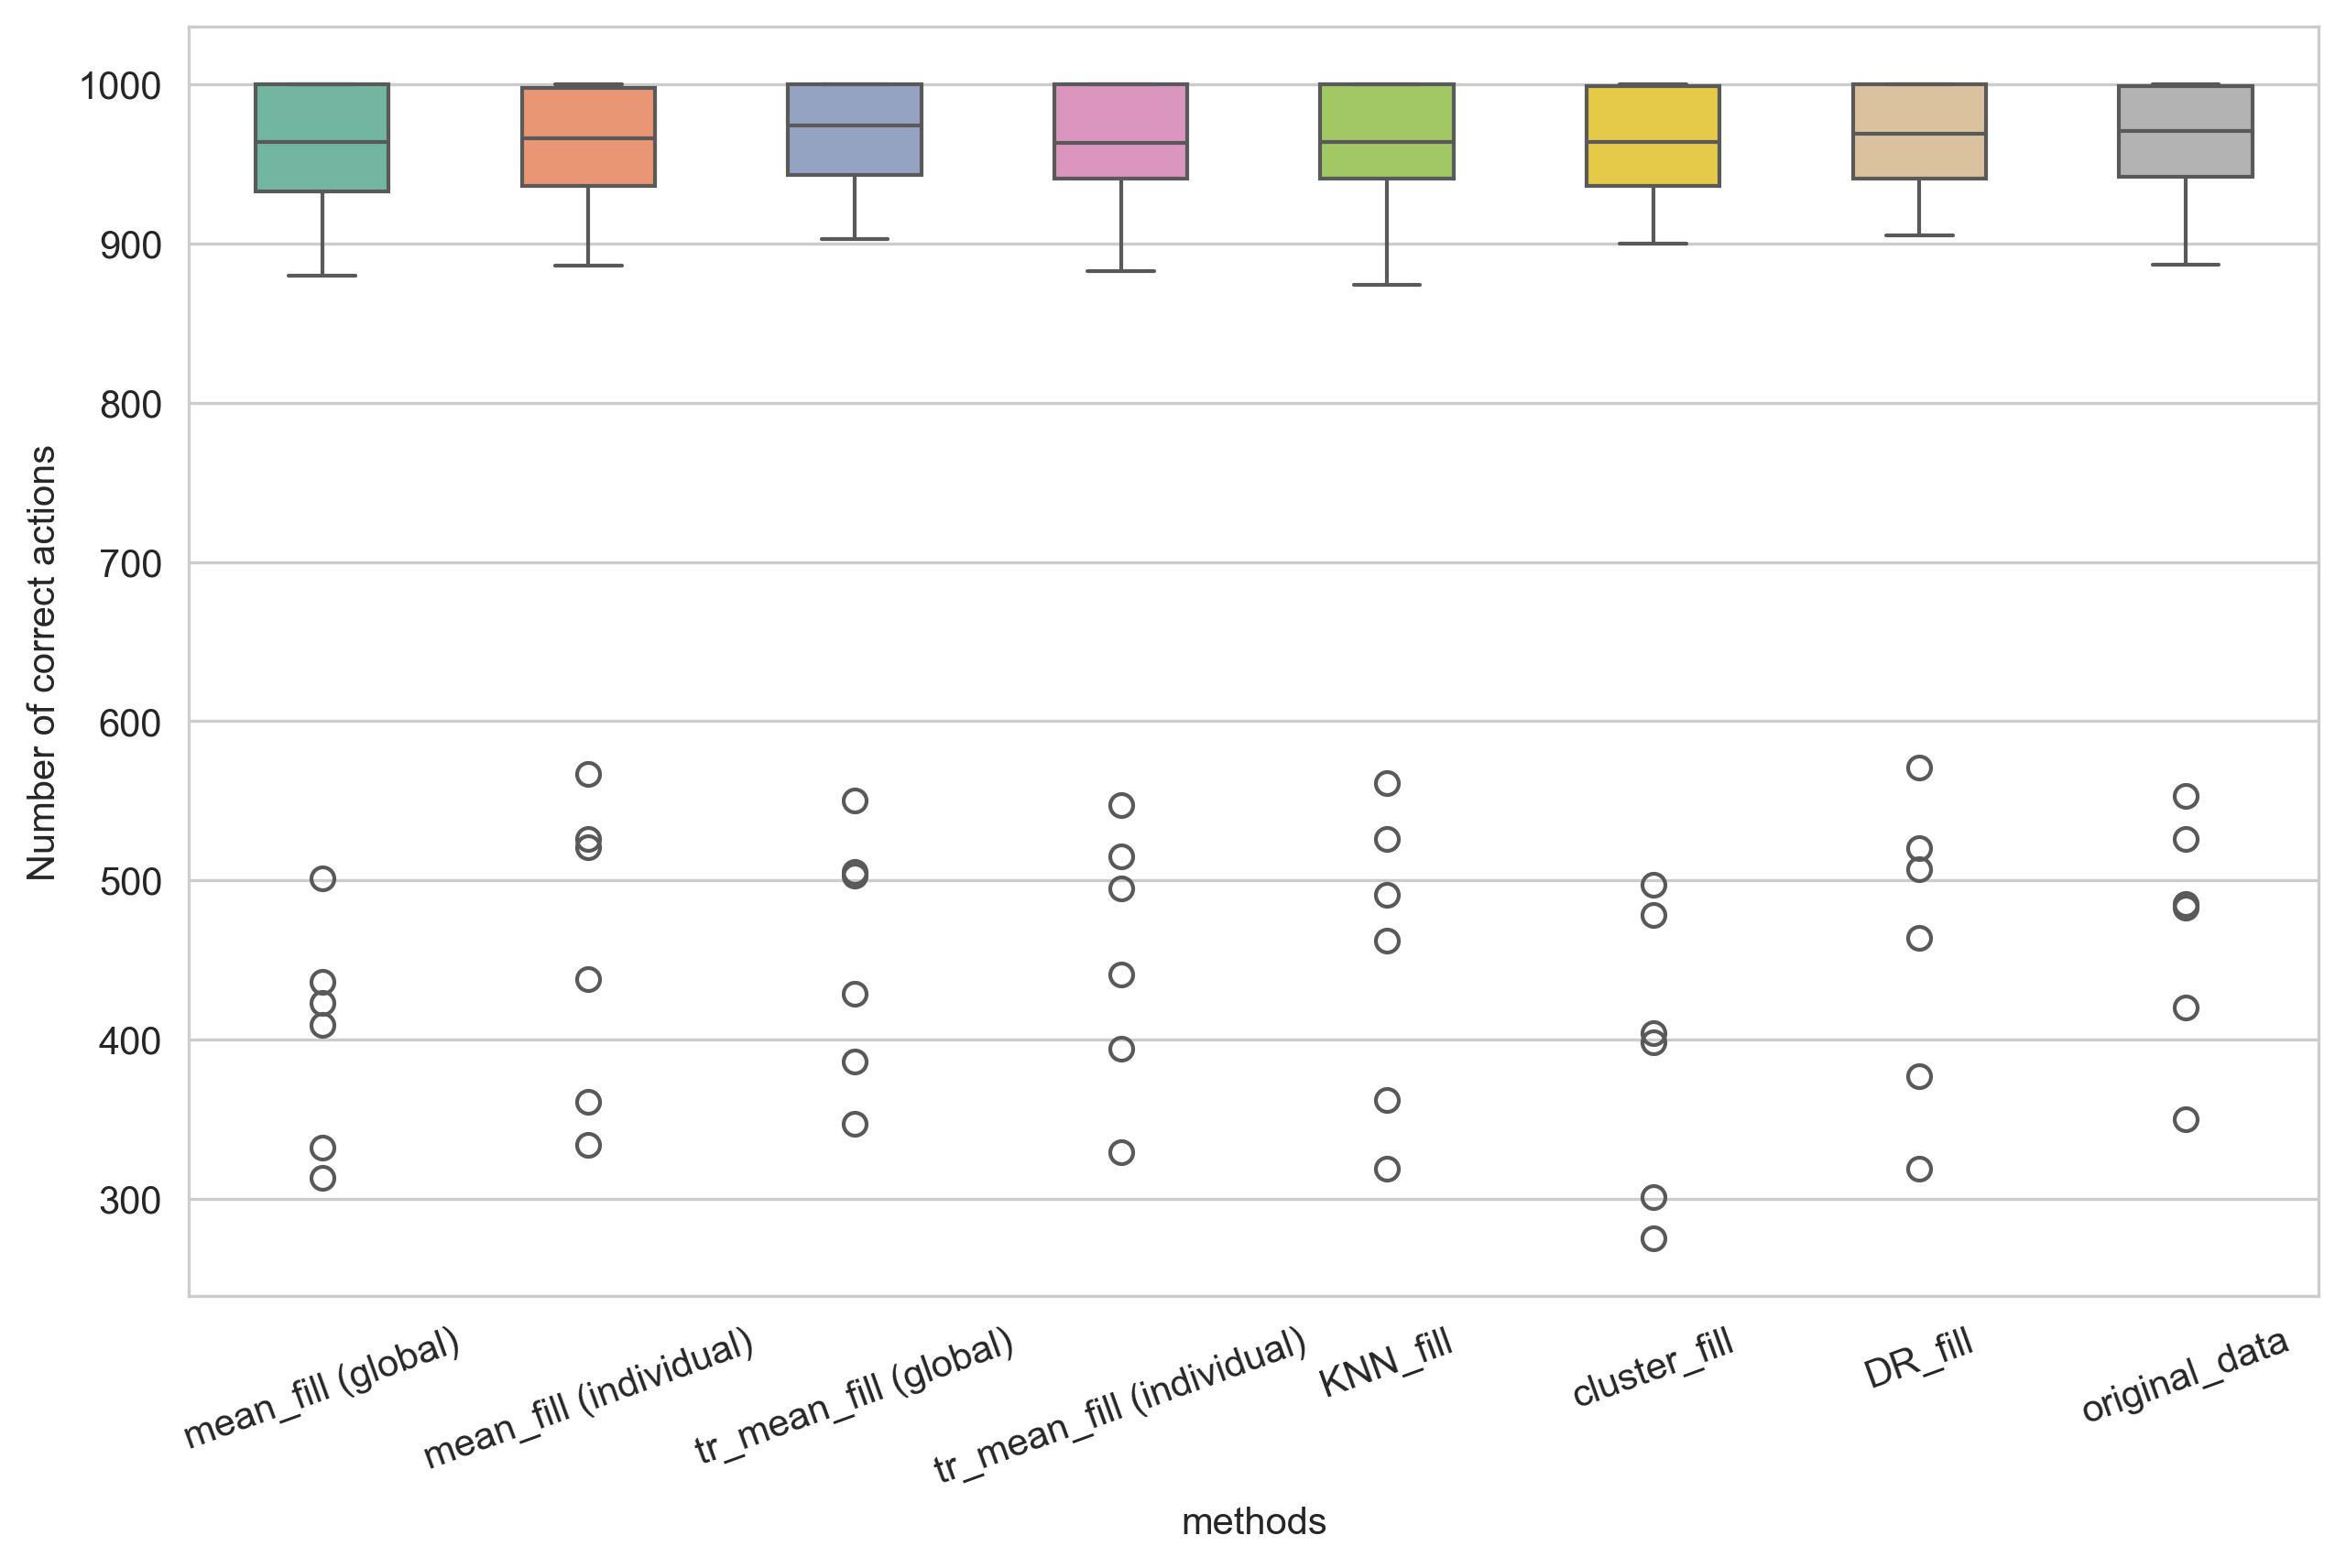 Number of correct actions
1000
900
800
700
600
500
400
300
mean_fill (global)
mean_fill (individual)
tr_mean_fill (global)
tr_mean_fill (individual)
KNN_fill
cluster_fill
DR_fill
original_data
methods